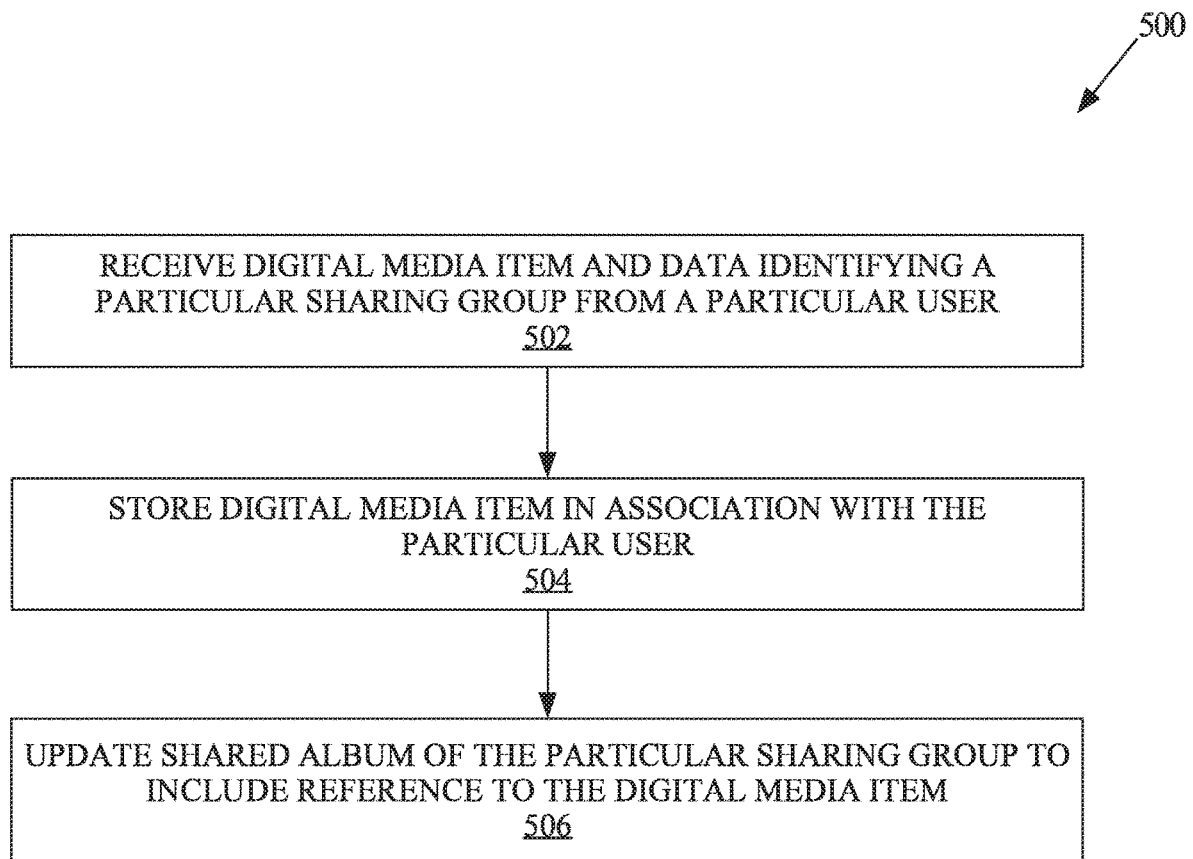 500
RECEIVE DIGITAL MEDIA ITEM AND DATA IDENTIFYING A
PARTICULAR SHARING GROUP FROM A PARTICULAR USER
502
STORE DIGITAL MEDIA ITEM IN ASSOCIATION WITH THE
PARTICULAR USER
504
UPDATE SHARED ALBUM OF THE PARTICULAR SHARING GROUP TO
INCLUDE REFERENCE TO THE DIGITAL MEDIA ITEM
506